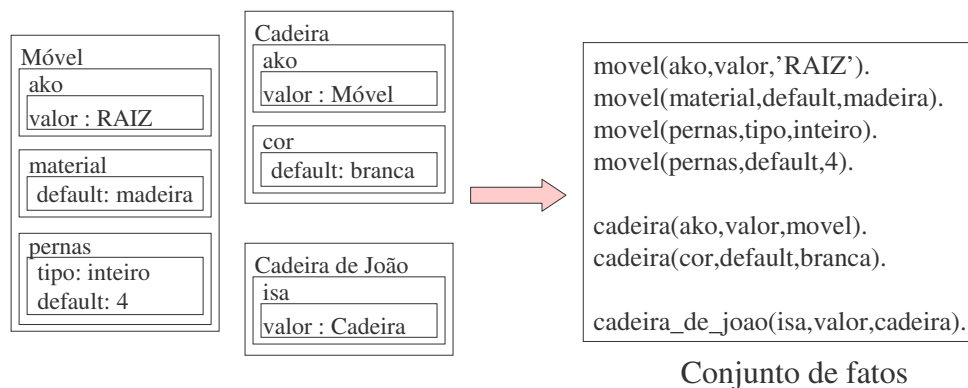 Móvel
ako
valor : RAIZ
material
default: madeira
pernas
tipo: inteiro
default: 4
Cadeira
ako
valor : Móvel
cor
default: branca
Cadeira de João
isa
valor : Cadeira
movel(ako,valor,’RAIZ’).
movel(material,default,madeira).
movel(pernas,tipo,inteiro).
movel(pernas,default,4).
cadeira(ako,valor,movel).
cadeira(cor,default,branca).
cadeira_de_joao(isa,valor,cadeira).
Conjunto de fatos